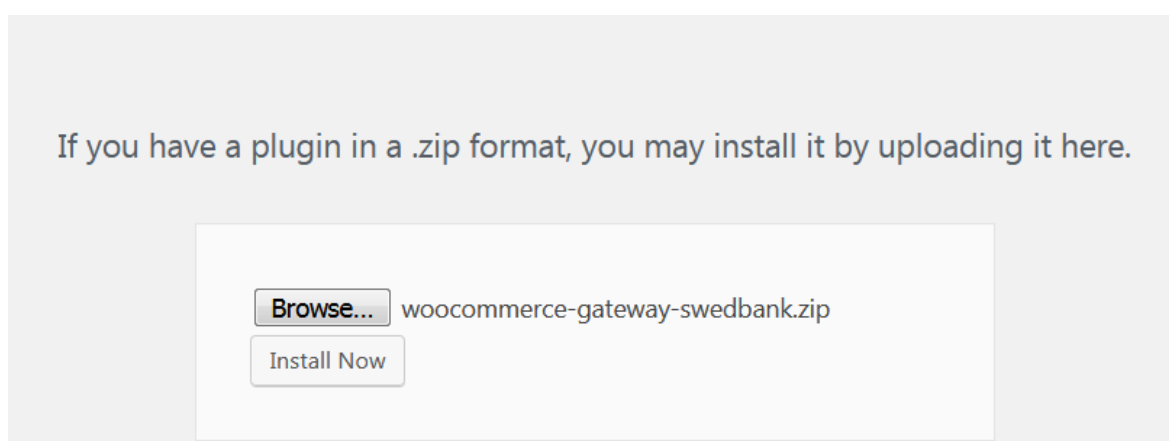 If you have a plugin in a .zip format, you may install it by uploading it here.
Browse... woocommerce-gateway-swedbank.zip
Install Now